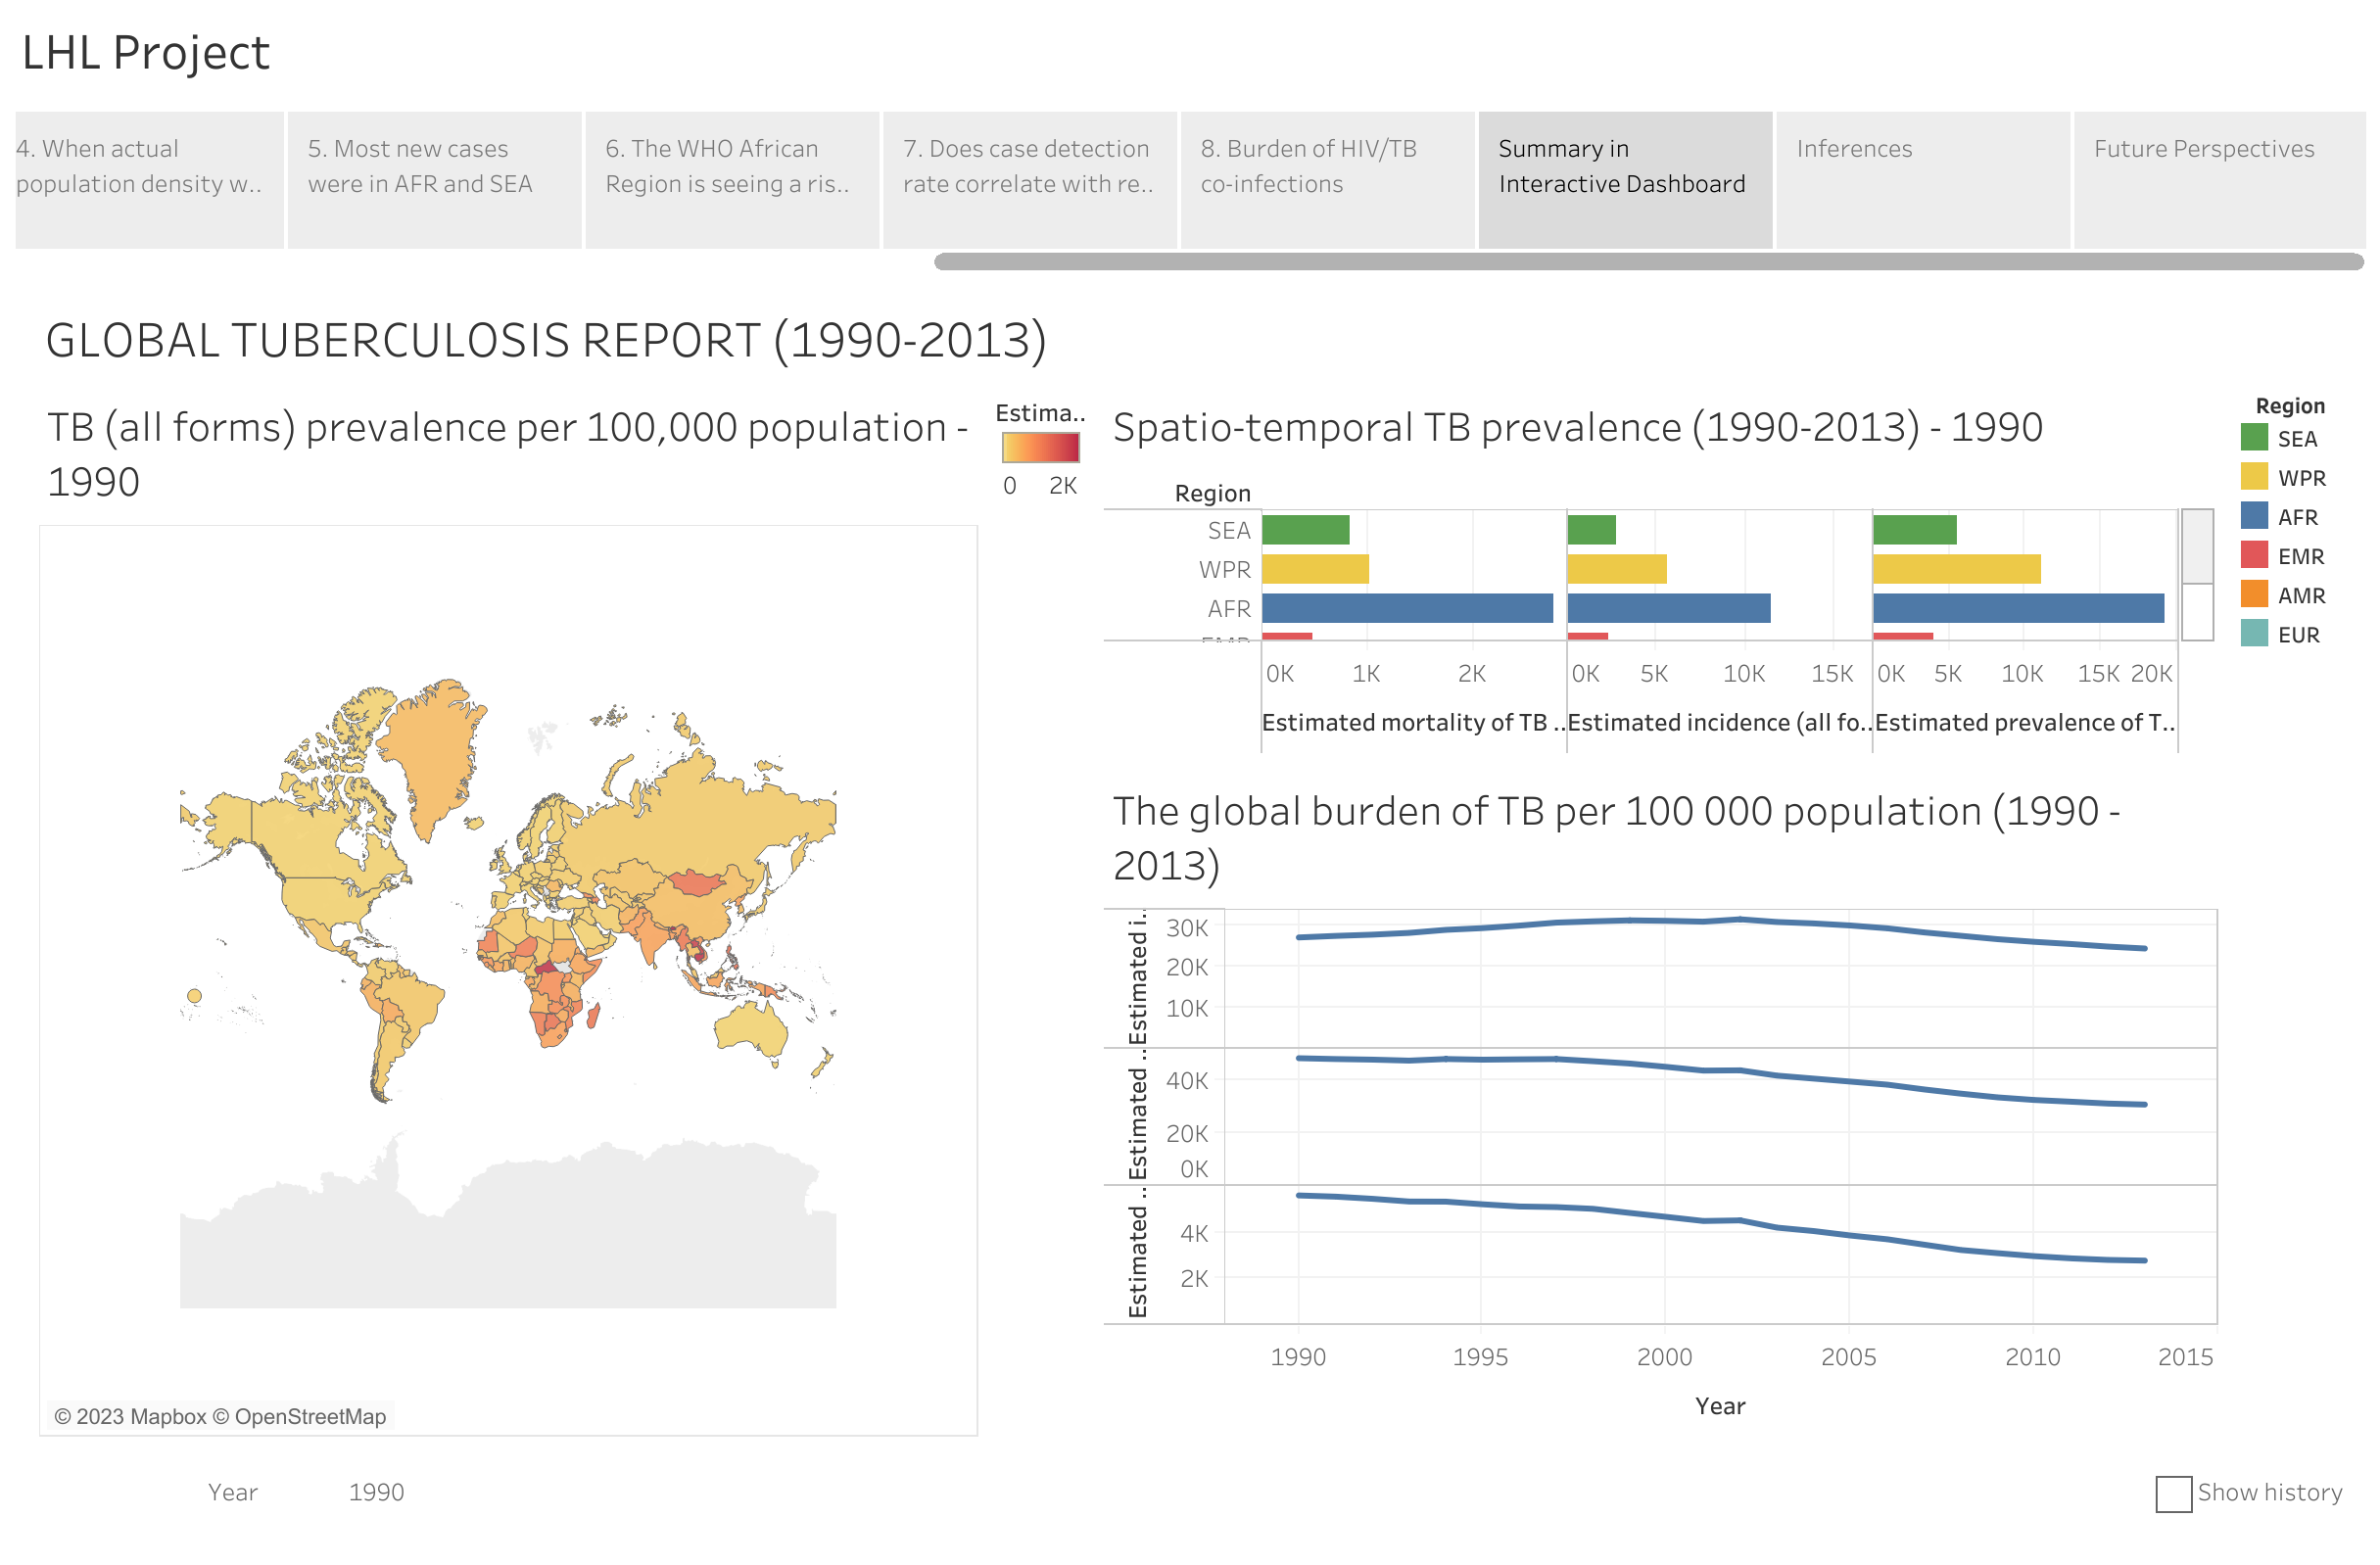 LHL Project
4. When actual
population density w..
5. Most new cases
were in AFR and SEA
6. The WHO African
Region is seeing a ris..
7. Does case detection
rate correlate with re..
8. Burden of HIV/TB
co-infections
Summary in
Interactive Dashboard
Inferences
Future Perspectives
GLOBAL TUBERCULOSIS REPORT (1990-2013)
TB (all forms) prevalence per 100,000 population -
1990
Estima..
0 2K
© 2023 Mapbox © OpenStreetMap
Year 1990
Spatio-temporal TB prevalence (1990-2013) - 1990
Region
SEA
WPR
AFR
0K 1K 2K 0K 5K 10K 15K 0K 5K 10K 15K 20K
Estimated mortality of TB .. Estimated incidence (all fo.. Estimated prevalence of T..
Region
SEA
WPR
AFR
EMR
AMR
EUR
The global burden of TB per 100 000 population (1990 -
2013)
Estimated i..
30K
20K
10K
Estimated ..
40K
20K
0K
Estimated ..
4K
2K
1990 1995 2000 2005 2010 2015
Year
Show history